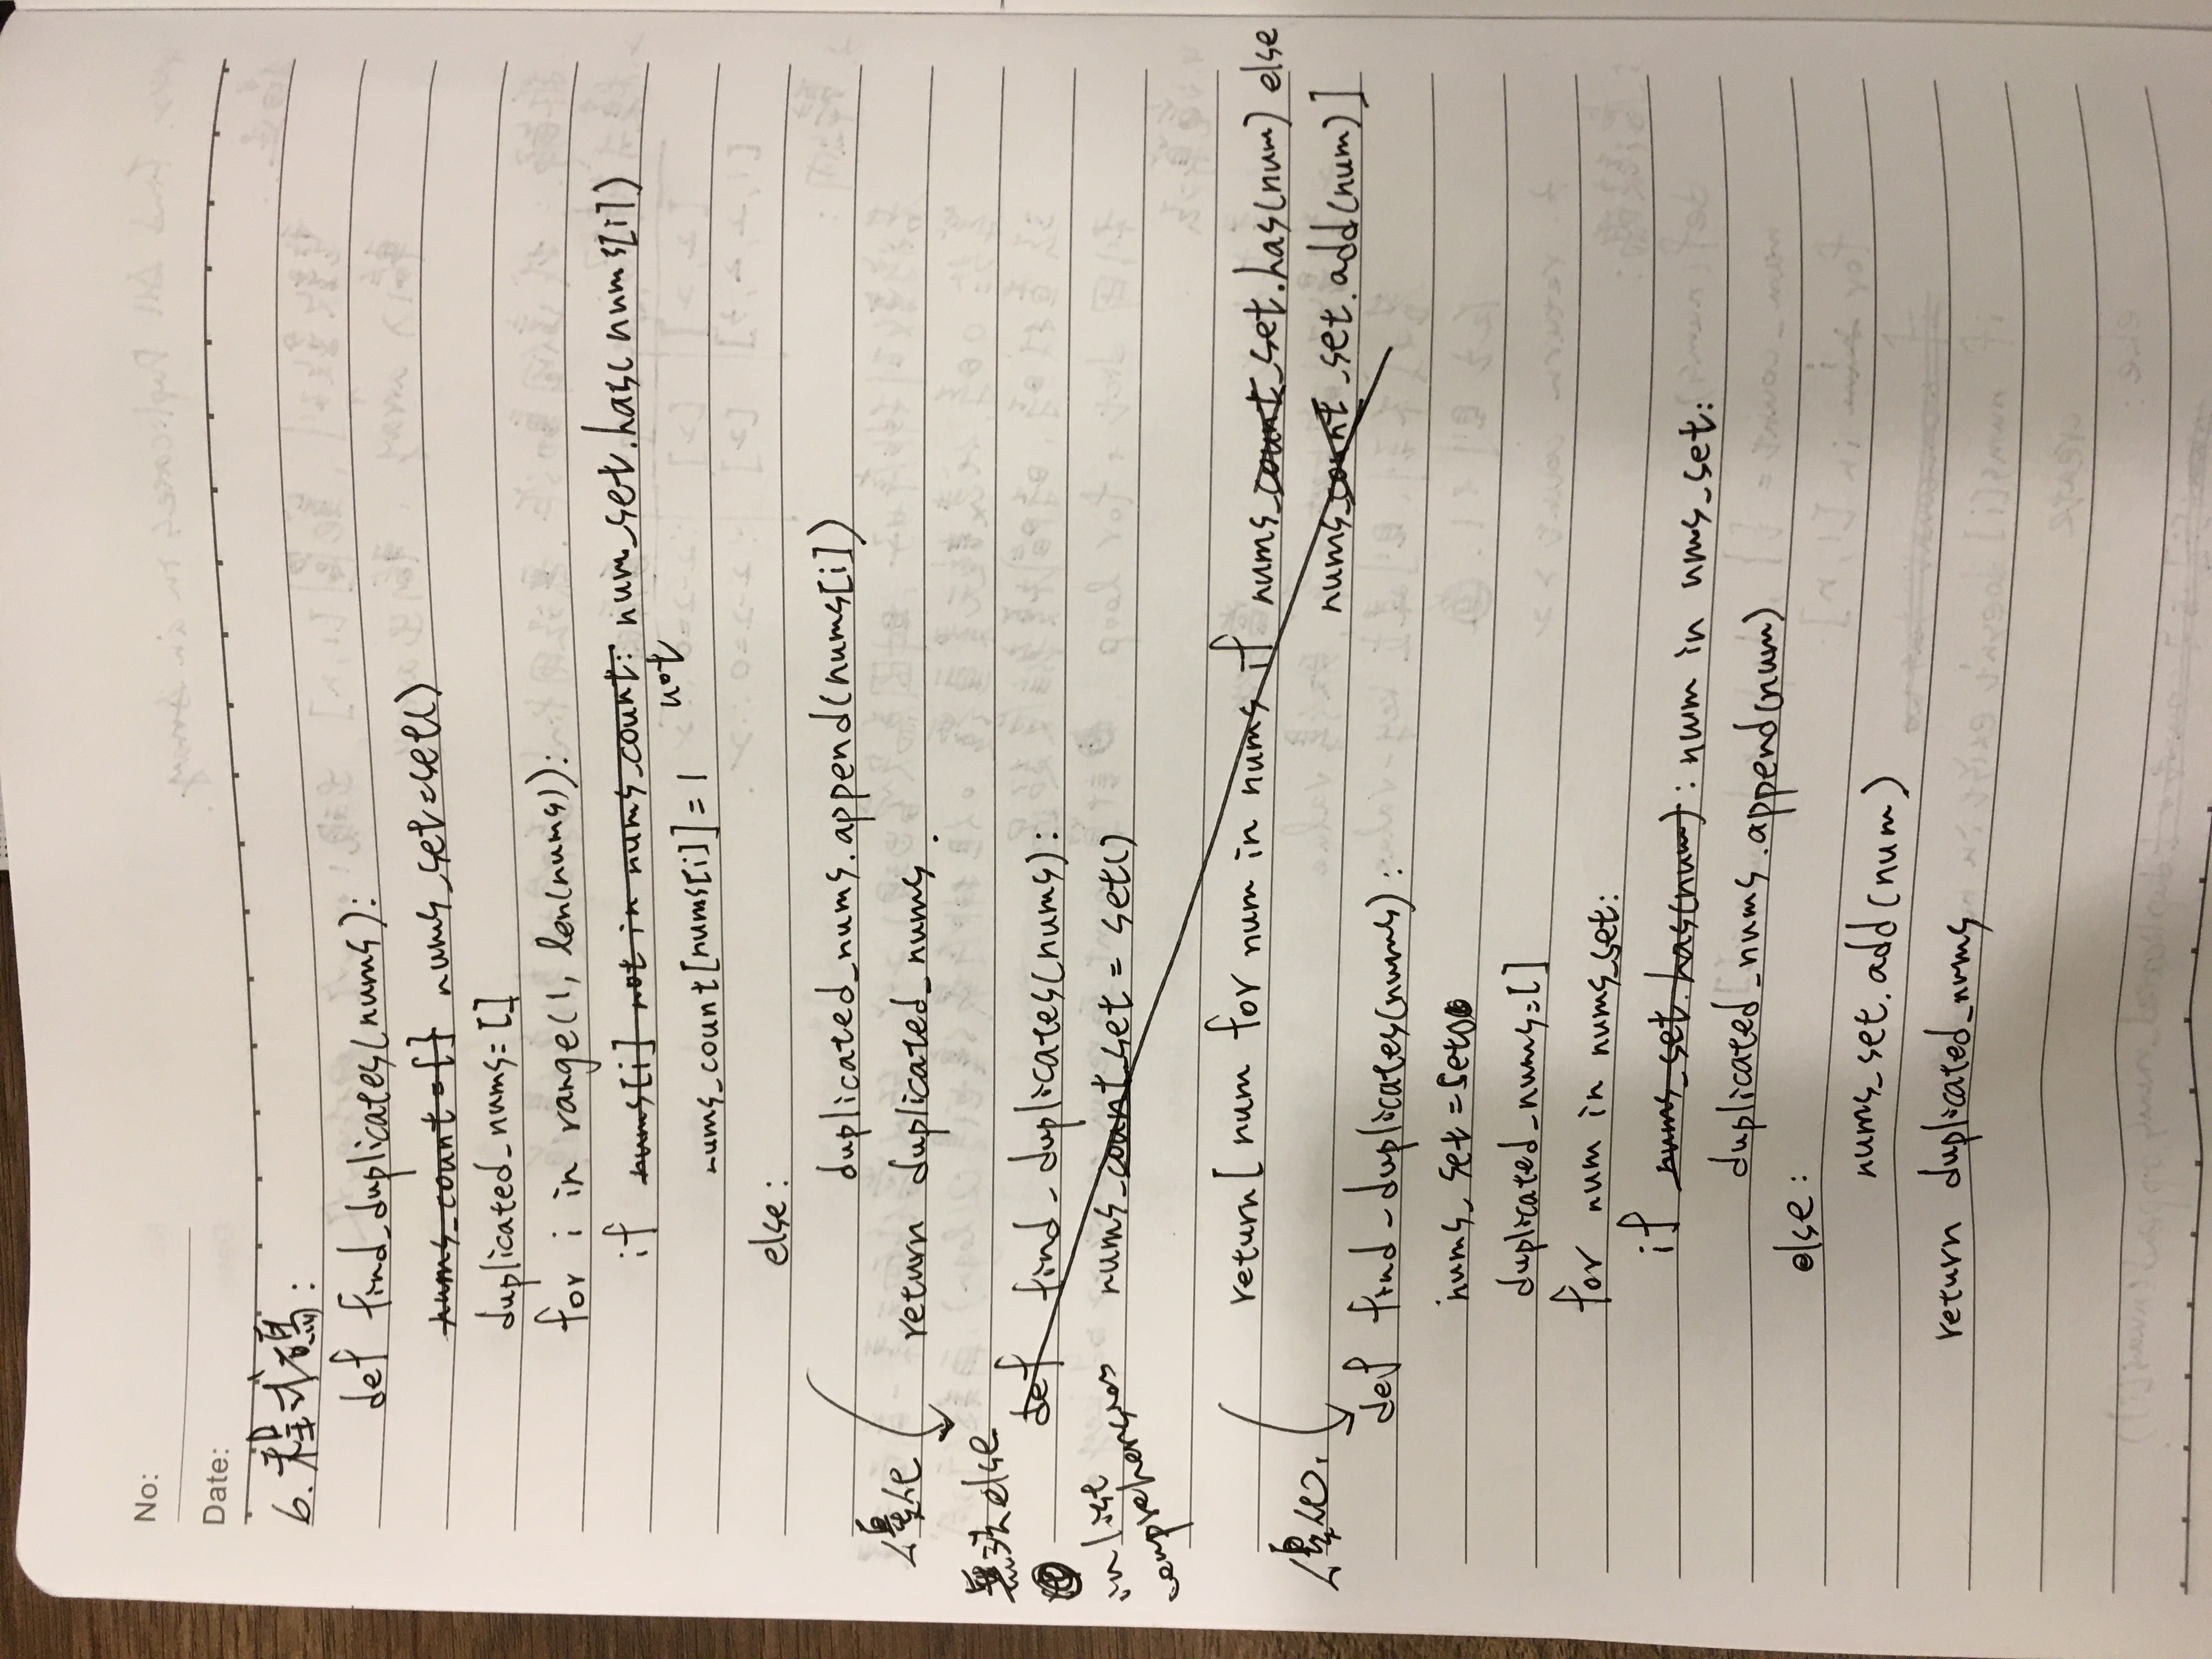 No:
Date:
6.程式碼:
def find_duplicates(nums):
nums_count={} nums_set=set()
duplicated_nums=[]
for i in range(1, len(nums)):
if nums[i] not in nums_count: num_set.has(nums[i])
not
nums_count[nums[i]]=1
else:
duplicated_nums.append(nums[i])
優化
return duplicated_nums.
無法else
def find_duplicates(nums):
in list
comprehension
nums_count_set = set()
return[ num for num in nums if nums_count_set.has(num) else
nums_count_set.add(num)]
優化.
def find_duplicates(nums):
nums_set=set()
duplicated_nums=[]
for num in nums_set:
if nums_set.has(num): num in nums_set:
duplicated_nums.append(num)
else:
nums_set.add(num)
return duplicated_nums